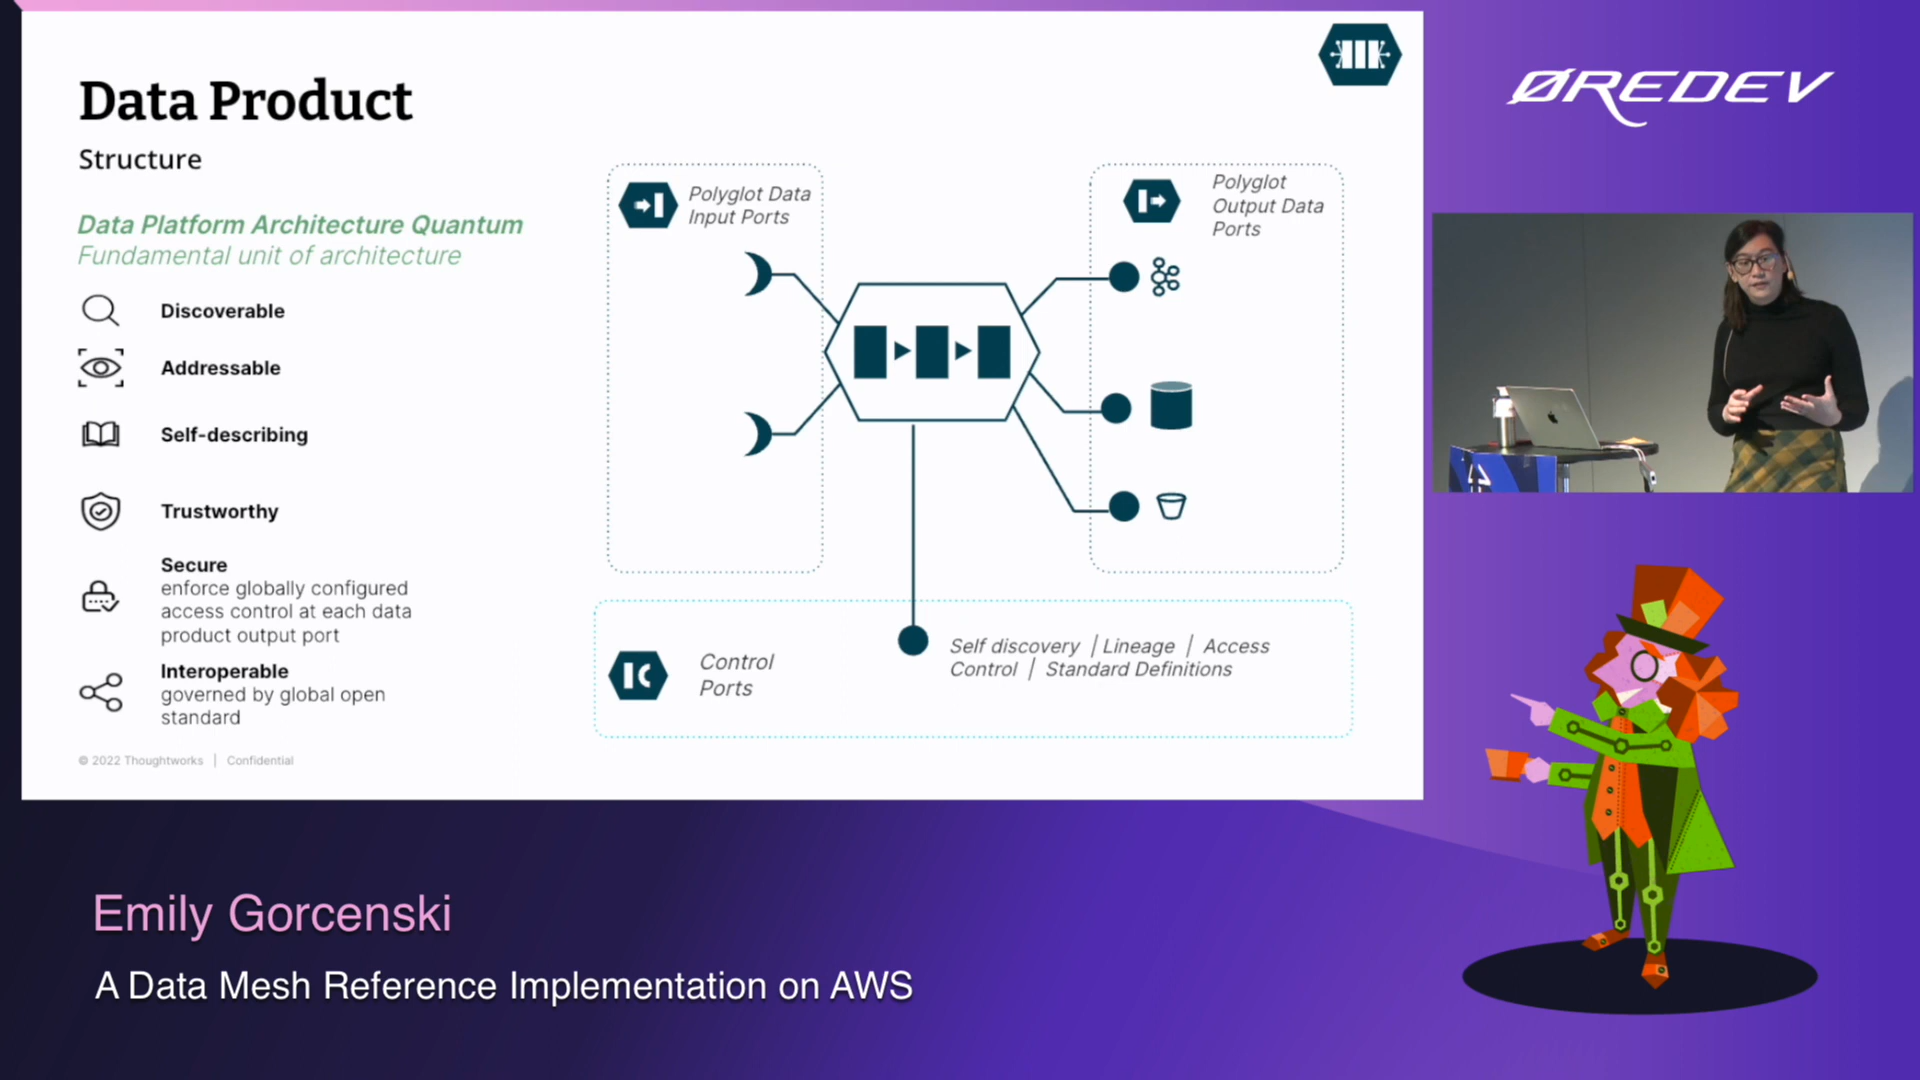 Data Product
Structure
Data Platform Architecture Quantum
Fundamental unit of architecture
Discoverable
Addressable
Self-describing
Trustworthy
Secure
enforce globally configured
access control at each data
product output port
Interoperable
governed by global open
standard
© 2022 Thoughtworks | Confidential
Polyglot Data
Input Ports
Polyglot
Output Data
Ports
Control
Ports
Self discovery | Lineage | Access
Control | Standard Definitions
ØREDEV
Emily Gorcenski
A Data Mesh Reference Implementation on AWS